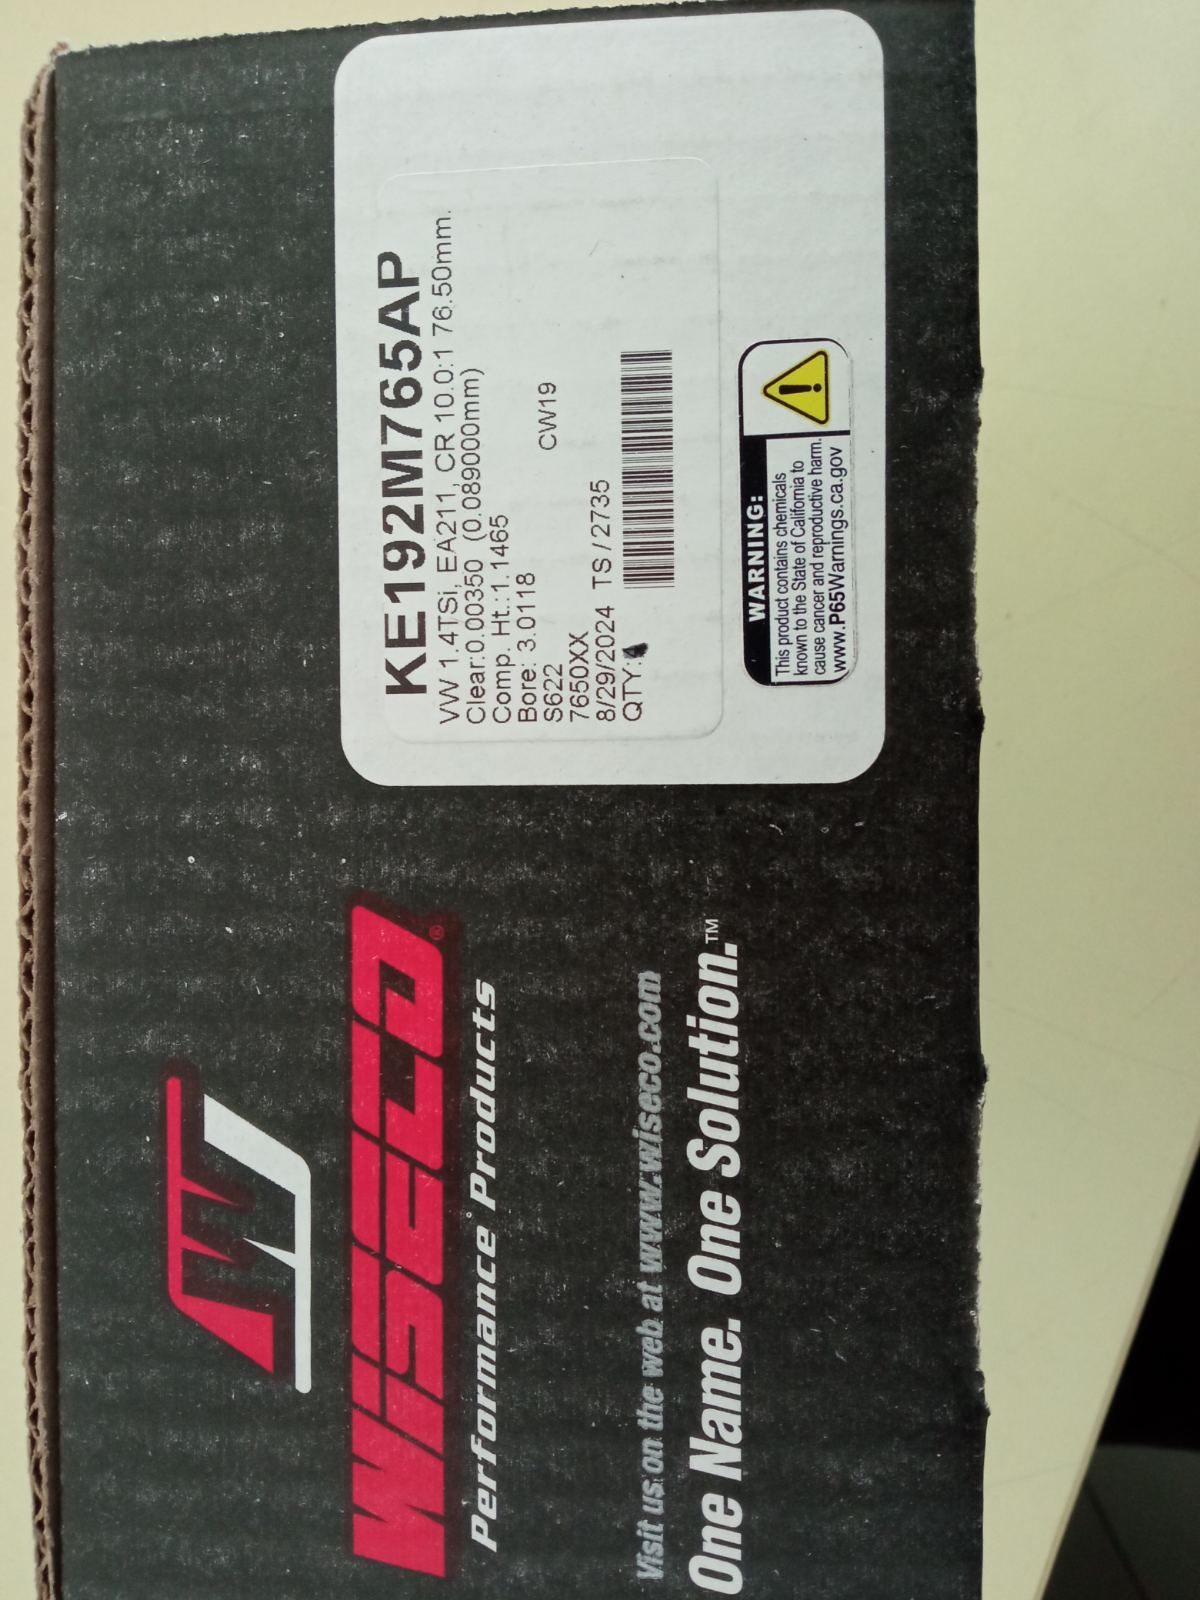 WISECO®
Performance Products
Visit us on the web at www.wiseco.com
One Name. One Solution.™
KE192M765AP
VW 1.4TSi, EA211, CR 10.0:1 76.50mm.
Clear:0.00350 (0.089000mm)
Comp. Ht.:1.1465
Bore: 3.0118
S622 CW19
7650XX
8/29/2024 TS / 2735
QTY:
WARNING:
This product contains chemicals
known to the State of California to
cause cancer and reproductive harm.
www.P65Warnings.ca.gov